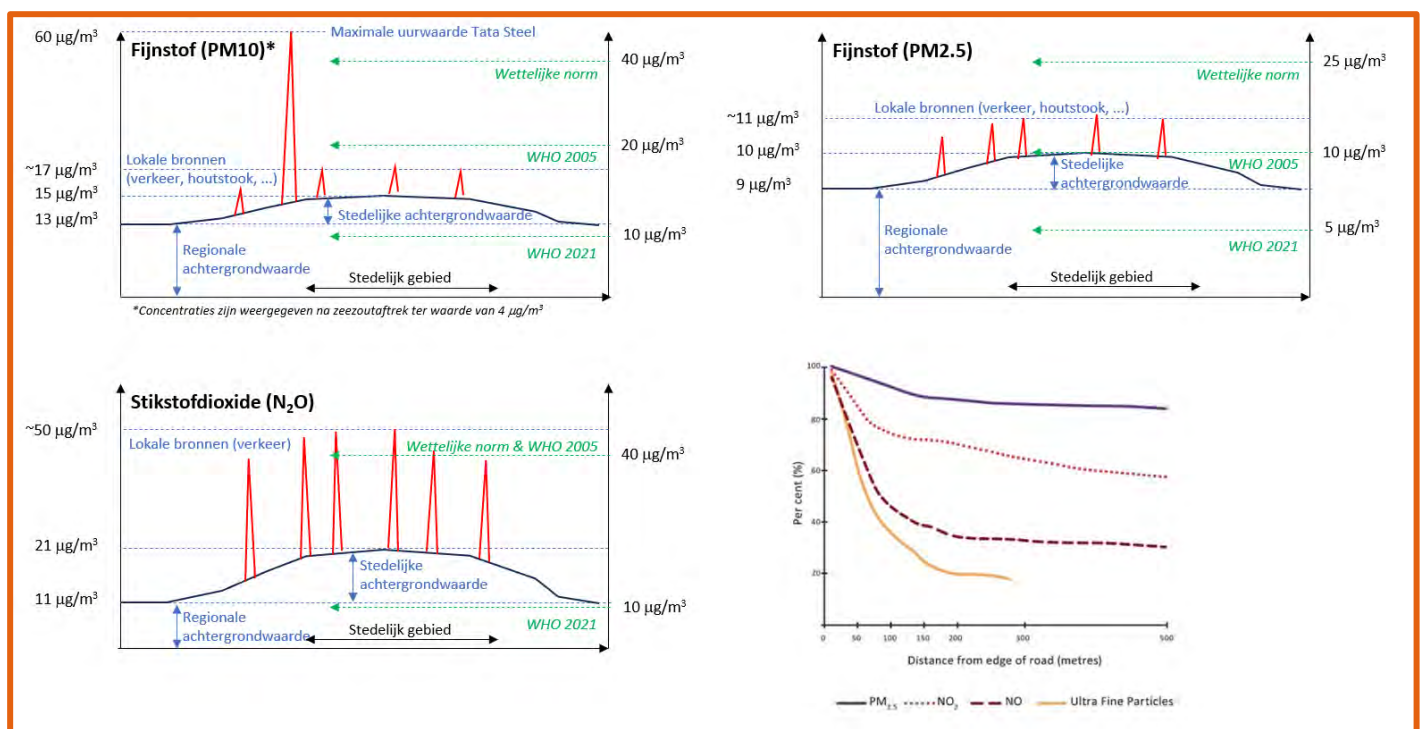 Fijnstof (PM10)*
60 µg/m³
Maximale uurwaarde Tata Steel
40 µg/m³
Wettelijke norm
20 µg/m³
WHO 2005
Lokale bronnen
(verkeer, houtstook, ...)
~17 µg/m³
15 µg/m³
13 µg/m³
Stedelijke achtergrondwaarde
10 µg/m³
WHO 2021
Regionale
achtergrondwaarde
Stedelijk gebied
*Concentraties zijn weergegeven na zeezoutaftrek ter waarde van 4 µg/m³
Fijnstof (PM2.5)
25 µg/m³
Wettelijke norm
Lokale bronnen (verkeer, houtstook, ...)
~11 µg/m³
10 µg/m³
10 µg/m³
WHO 2005
Stedelijke
achtergrondwaarde
9 µg/m³
5 µg/m³
WHO 2021
Regionale
achtergrondwaarde
Stedelijk gebied
Stikstofdioxide (N₂O)
~50 µg/m³
Lokale bronnen (verkeer)
Wettelijke norm & WHO 2005
40 µg/m³
21 µg/m³
Stedelijke
achtergrondwaarde
11 µg/m³
10 µg/m³
WHO 2021
Regionale
achtergrondwaarde
Stedelijk gebied
Per cent (%)
100
80
60
40
20
0 50 100 150 200 300 500
Distance from edge of road (metres)
PM₂.₅ NO₂ NO Ultra Fine Particles